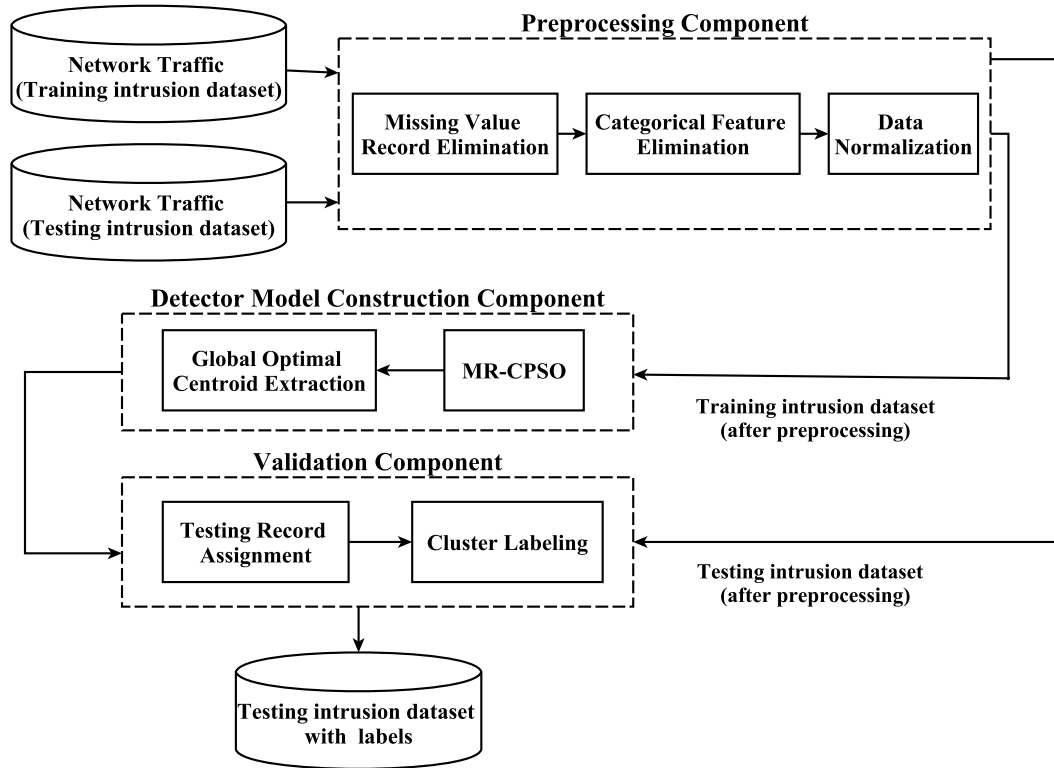 Preprocessing Component
Network Traffic
(Training intrusion dataset)
Missing Value
Record Elimination
Categorical Feature
Elimination
Data
Normalization
Network Traffic
(Testing intrusion dataset)
Detector Model Construction Component
Global Optimal
Centroid Extraction
MR-CPSO
Training intrusion dataset
(after preprocessing)
Validation Component
Testing Record
Assignment
Cluster Labeling
Testing intrusion dataset
(after preprocessing)
Testing intrusion dataset
with labels